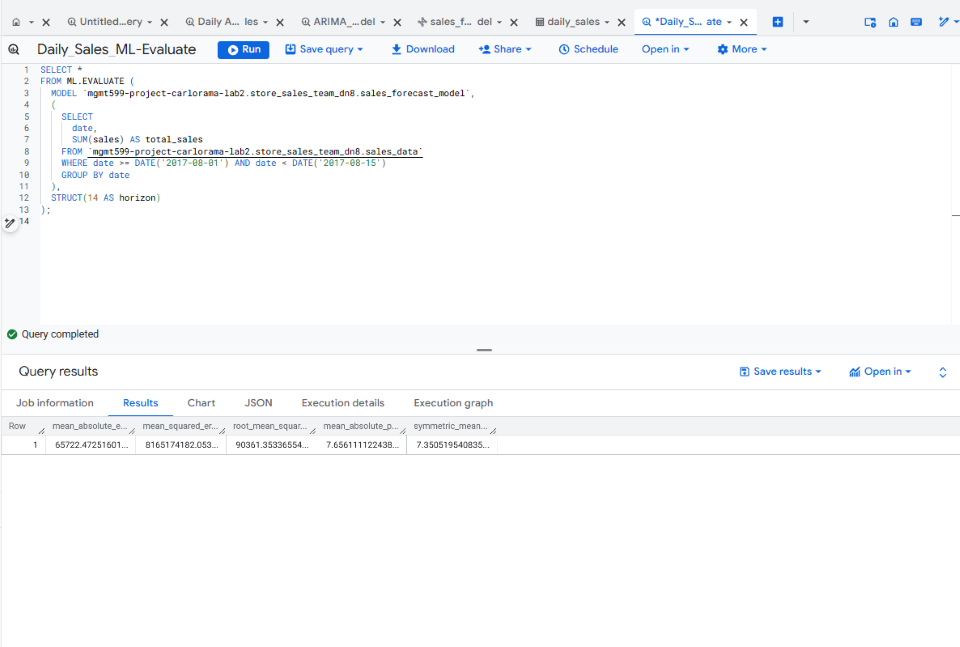 Untitled...ery Daily A... les ARIMA_...del sales_f... del daily_sales *Daily_S... ate
Daily_Sales_ML-Evaluate Run Save query Download Share Schedule Open in More
1 SELECT *
2 FROM ML.EVALUATE (
3 MODEL `mgmt599-project-carlorama-lab2.store_sales_team_dn8.sales_forecast_model`,
4 (
5 SELECT
6 date,
7 SUM(sales) AS total_sales
8 FROM `mgmt599-project-carlorama-lab2.store_sales_team_dn8.sales_data`
9 WHERE date >= DATE('2017-08-01') AND date < DATE('2017-08-15')
10 GROUP BY date
11 ),
12 STRUCT(14 AS horizon)
13 );
14
Query completed
Query results Save results Open in
Job information Results Chart JSON Execution details Execution graph
Row mean_absolute_e... mean_squared_er... root_mean_squar... mean_absolute_p... symmetric_mean...
1 65722.47251601... 8165174182.053... 90361.35336554... 7.656111122438... 7.350519540835...